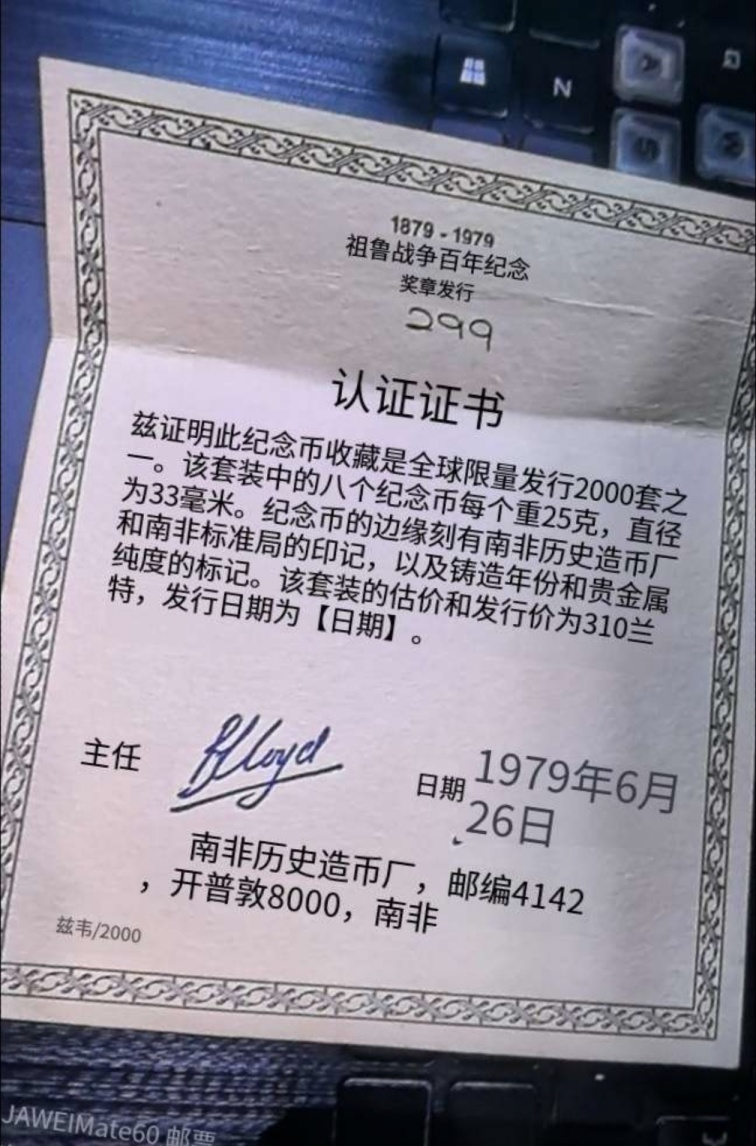 1879-1979
祖鲁战争百年纪念
奖章发行
299
认证证书
兹证明此纪念币收藏是全球限量发行2000套之
一。该套装中的八个纪念币每个重25克，直径
为33毫米。纪念币的边缘刻有南非历史造币厂
和南非标准局的印记，以及铸造年份和贵金属
纯度的标记。该套装的估价和发行价为310兰
特，发行日期为【日期】。
主任
Lloyd
日期
1979年6月
26日
南非历史造币厂，邮编4142
，开普敦8000，南非
兹韦/2000
N
JAWEIMate60 邮票